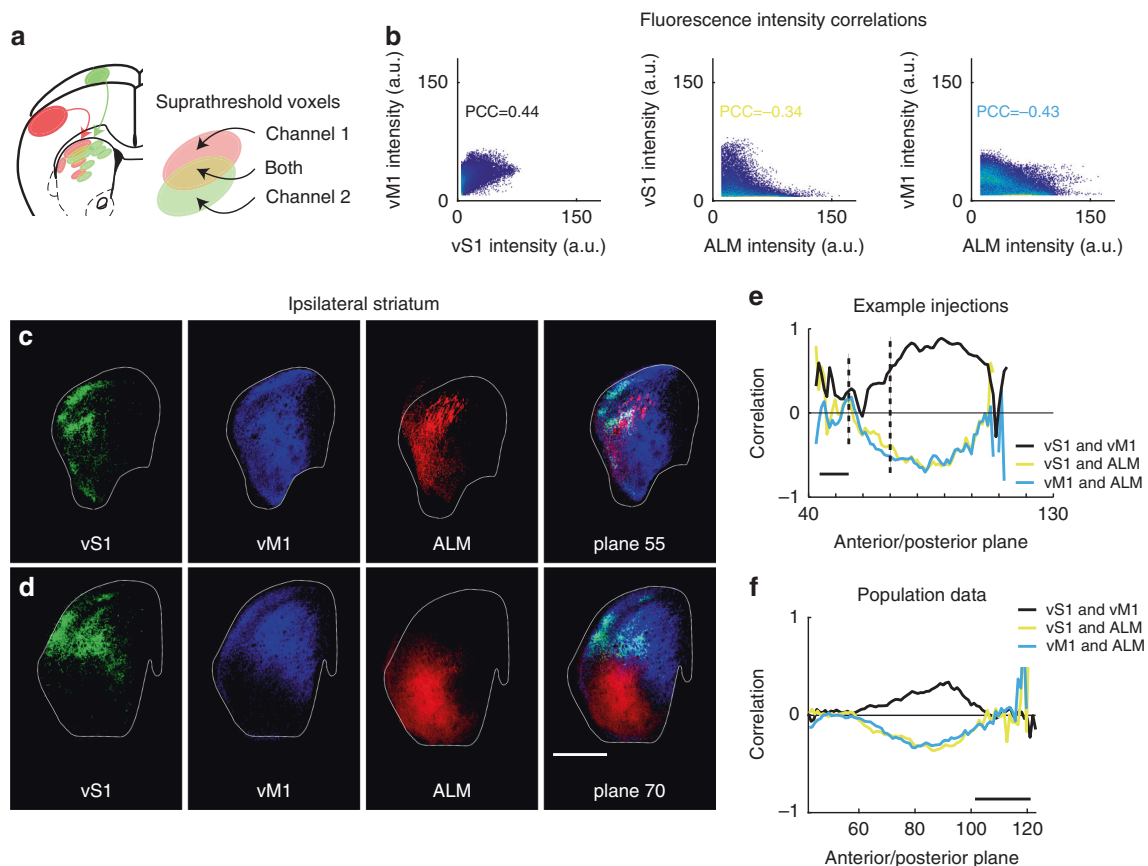 a
Suprathreshold voxels
Channel 1
Both
Channel 2
b
Fluorescence intensity correlations
vM1 intensity (a.u.)
150
0
PCC=0.44
0
150
vS1 intensity (a.u.)
vS1 intensity (a.u.)
150
0
PCC=−0.34
0
150
ALM intensity (a.u.)
vM1 intensity (a.u.)
150
0
PCC=−0.43
0
150
ALM intensity (a.u.)
Ipsilateral striatum
c
vS1
vM1
ALM
plane 55
d
vS1
vM1
ALM
plane 70
e
Example injections
Correlation
1
0
−1
vS1 and vM1
vS1 and ALM
vM1 and ALM
40
130
Anterior/posterior plane
f
Population data
Correlation
1
0
−1
vS1 and vM1
vS1 and ALM
vM1 and ALM
60
80
100
120
Anterior/posterior plane